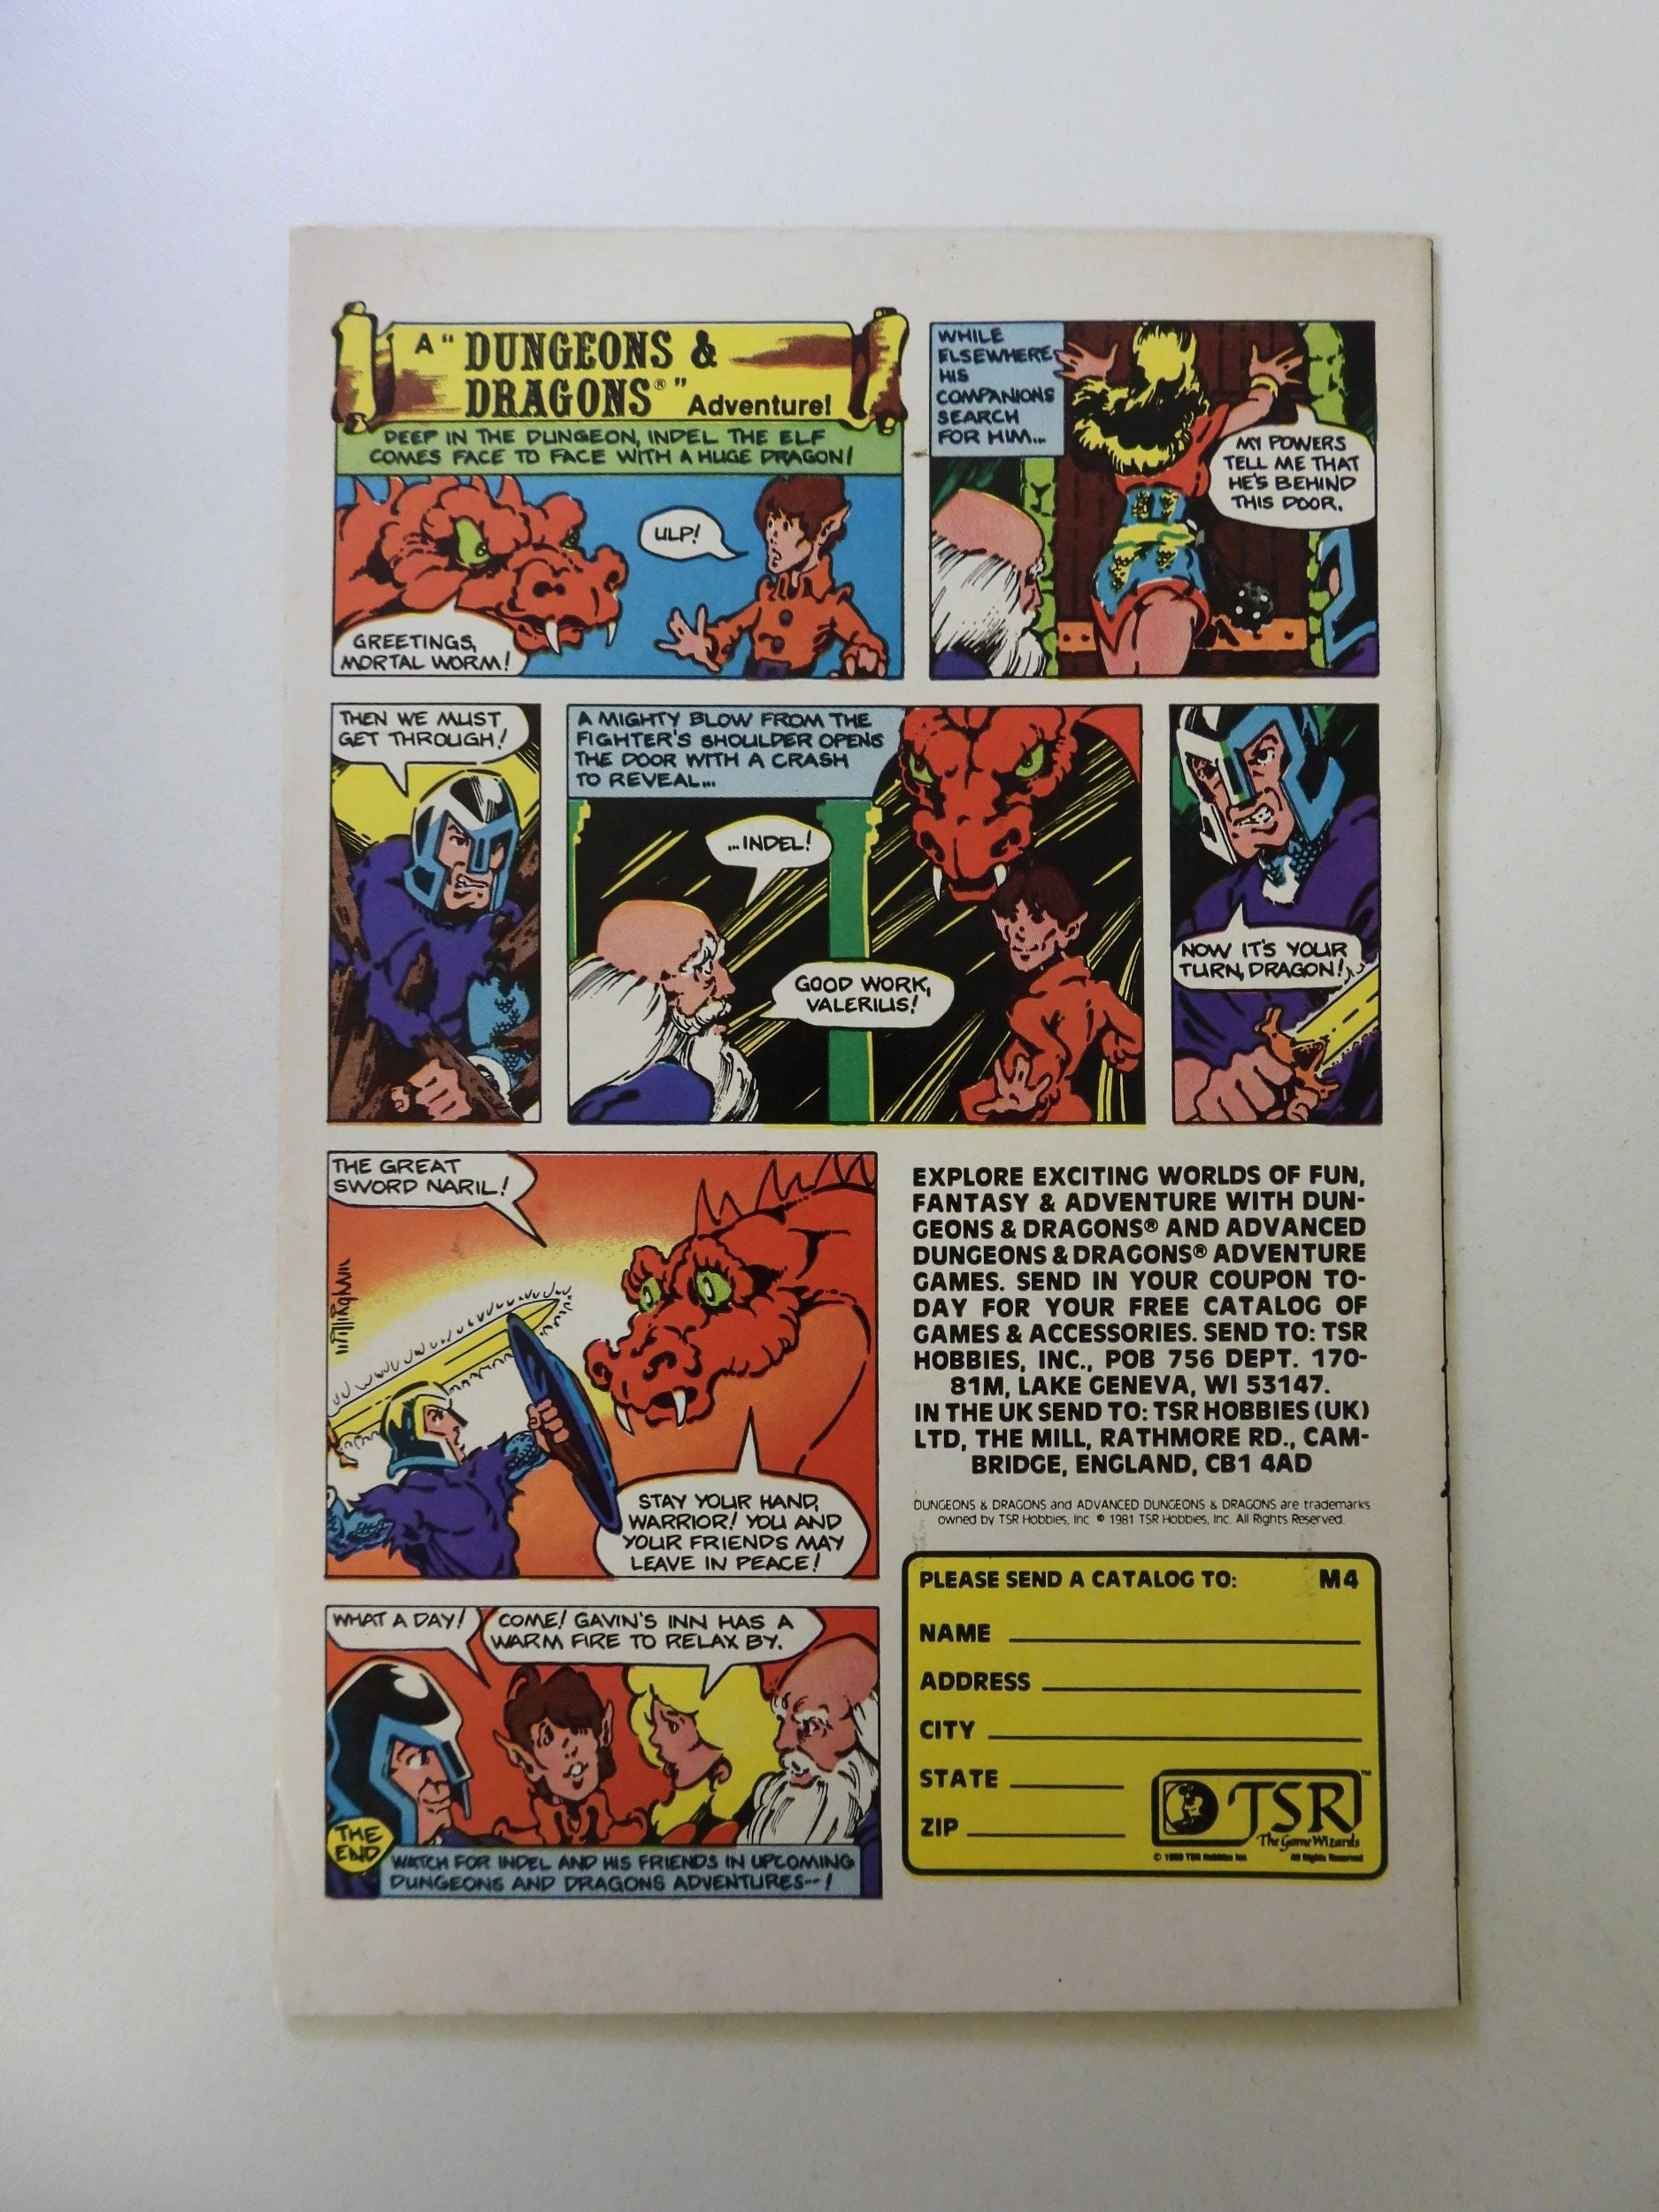 A "DUNGEONS &
DRAGONS®" Adventure!
DEEP IN THE DUNGEON, INDEL THE ELF
COMES FACE TO FACE WITH A HUGE DRAGON!
ULP!
GREETINGS,
MORTAL WORM!
WHILE
ELSEWHERE,
HIS
COMPANIONS
SEARCH
FOR HIM...
MY POWERS
TELL ME THAT
HE'S BEHIND
THIS DOOR.
THEN WE MUST
GET THROUGH!
A MIGHTY BLOW FROM THE
FIGHTER'S SHOULDER OPENS
THE DOOR WITH A CRASH
TO REVEAL...
...INDEL!
GOOD WORK,
VALERIUS!
NOW IT'S YOUR
TURN, DRAGON!
THE GREAT
SWORD NARIL!
Willingham
STAY YOUR HAND,
WARRIOR! YOU AND
YOUR FRIENDS MAY
LEAVE IN PEACE!
WHAT A DAY!
COME! GAVIN'S INN HAS A
WARM FIRE TO RELAX BY.
THE
END
WATCH FOR INDEL AND HIS FRIENDS IN UPCOMING
DUNGEONS AND DRAGONS ADVENTURES--!
EXPLORE EXCITING WORLDS OF FUN,
FANTASY & ADVENTURE WITH DUN-
GEONS & DRAGONS® AND ADVANCED
DUNGEONS & DRAGONS® ADVENTURE
GAMES. SEND IN YOUR COUPON TO-
DAY FOR YOUR FREE CATALOG OF
GAMES & ACCESSORIES. SEND TO: TSR
HOBBIES, INC., POB 756 DEPT. 170-
81M, LAKE GENEVA, WI 53147.
IN THE UK SEND TO: TSR HOBBIES (UK)
LTD, THE MILL, RATHMORE RD., CAM-
BRIDGE, ENGLAND, CB1 4AD
DUNGEONS & DRAGONS and ADVANCED DUNGEONS & DRAGONS are trademarks
owned by TSR Hobbies, Inc © 1981 TSR Hobbies, Inc. All Rights Reserved.
PLEASE SEND A CATALOG TO: M4
NAME
ADDRESS
CITY
STATE
ZIP
TSR™
The Game Wizards
© 1980 TSR Hobbies Inc All Rights Reserved